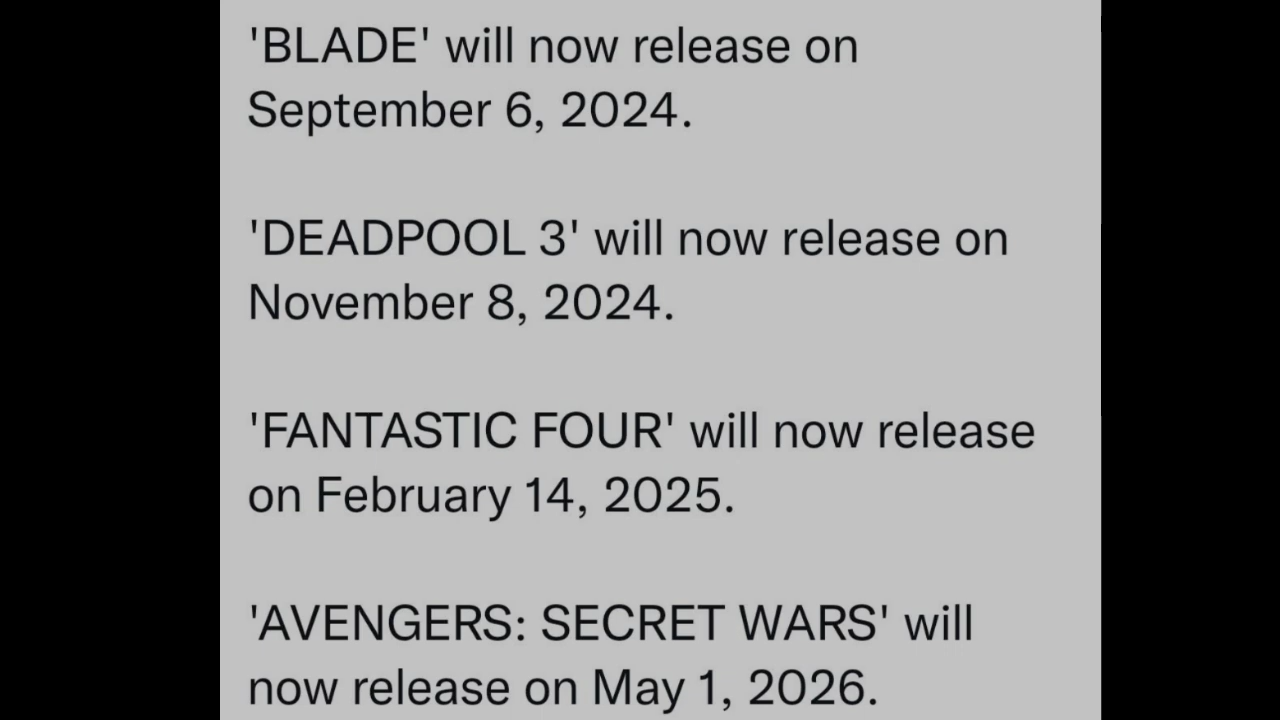 'BLADE' will now release on
September 6, 2024.
'DEADPOOL 3' will now release on
November 8, 2024.
'FANTASTIC FOUR' will now release
on February 14, 2025.
'AVENGERS: SECRET WARS' will
now release on May 1, 2026.